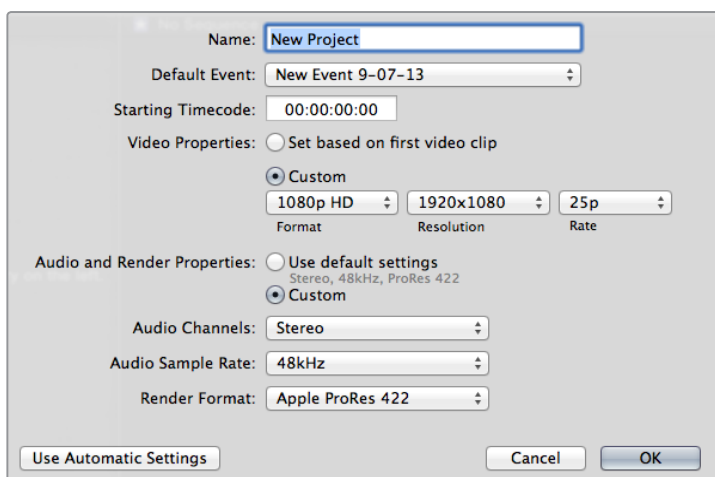 Name: New Project
Default Event: New Event 9-07-13
Starting Timecode: 00:00:00:00
Video Properties: Set based on first video clip
Custom
1080p HD 1920x1080 25p
Format Resolution Rate
Audio and Render Properties: Use default settings
Stereo, 48kHz, ProRes 422
Custom
Audio Channels: Stereo
Audio Sample Rate: 48kHz
Render Format: Apple ProRes 422
Use Automatic Settings Cancel OK